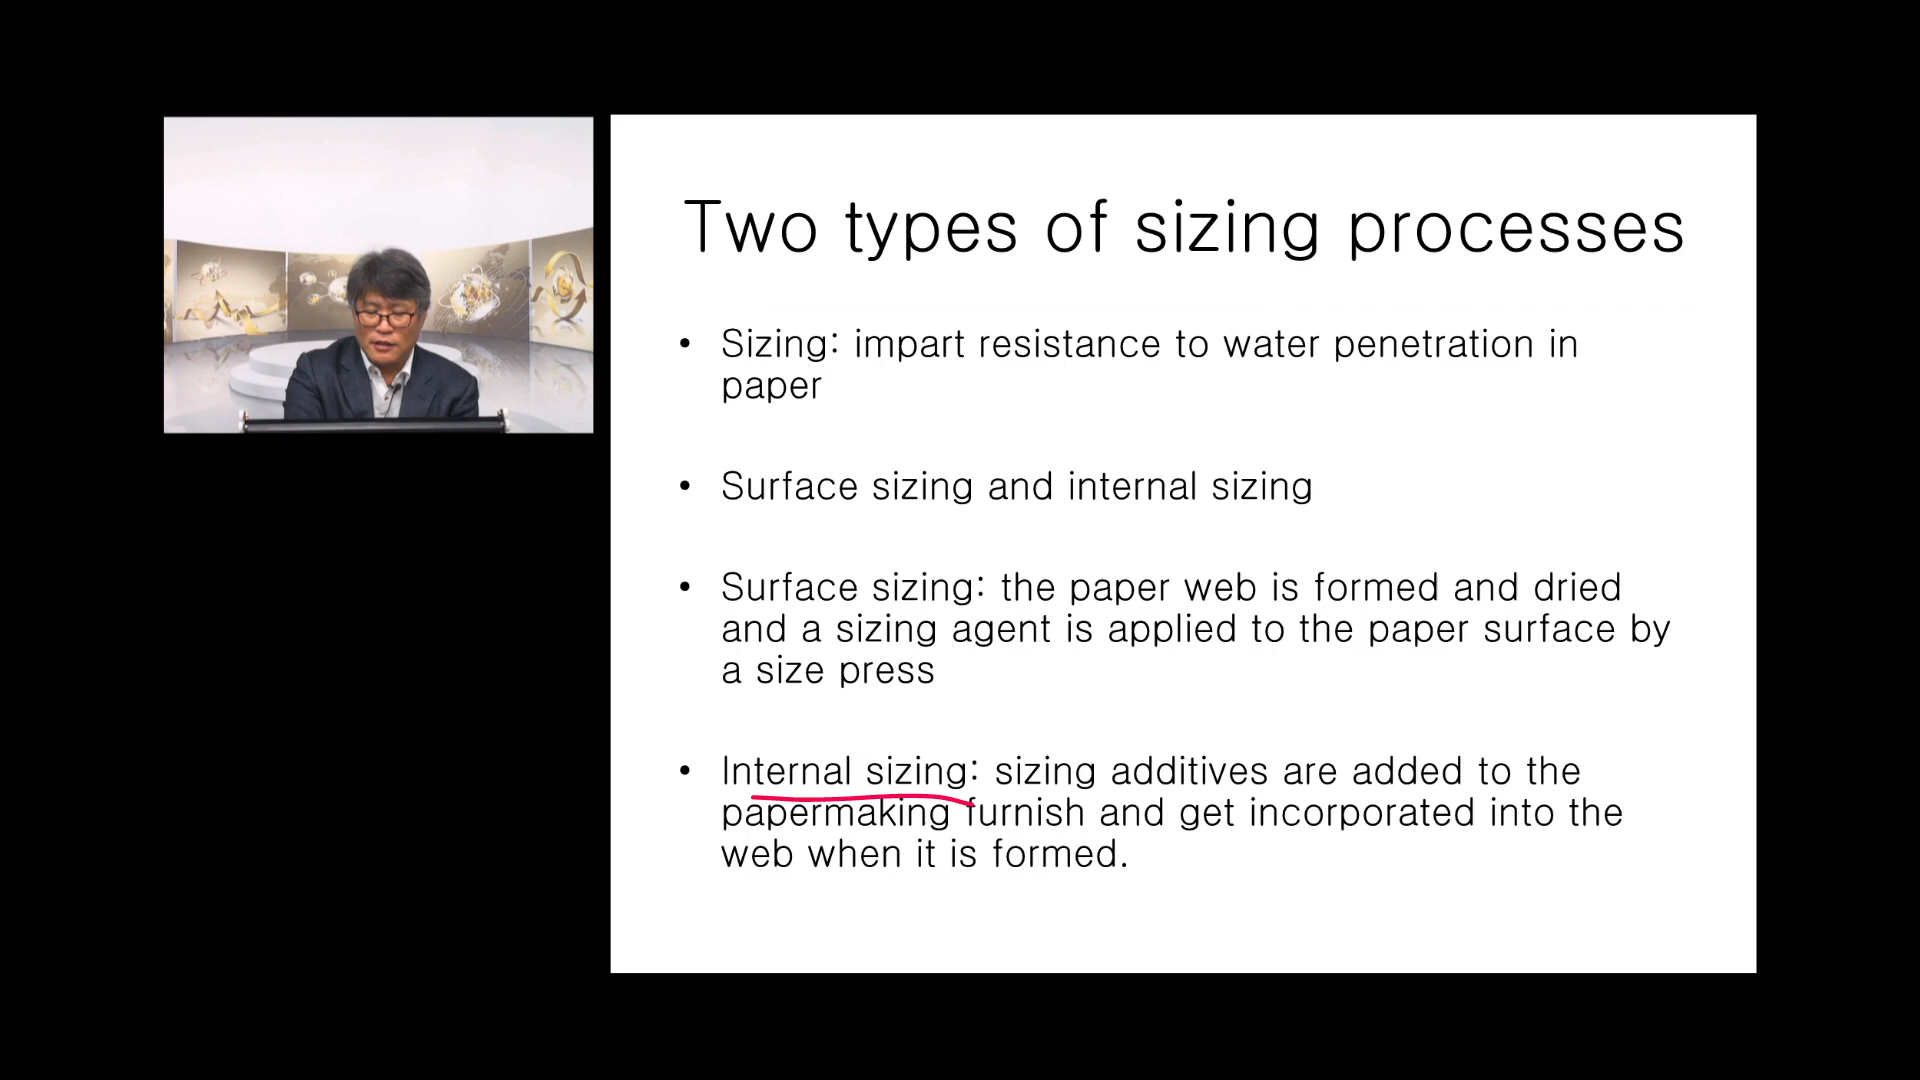 Two types of sizing processes
• Sizing: impart resistance to water penetration in
paper
• Surface sizing and internal sizing
• Surface sizing: the paper web is formed and dried
and a sizing agent is applied to the paper surface by
a size press
• Internal sizing: sizing additives are added to the
papermaking furnish and get incorporated into the
web when it is formed.